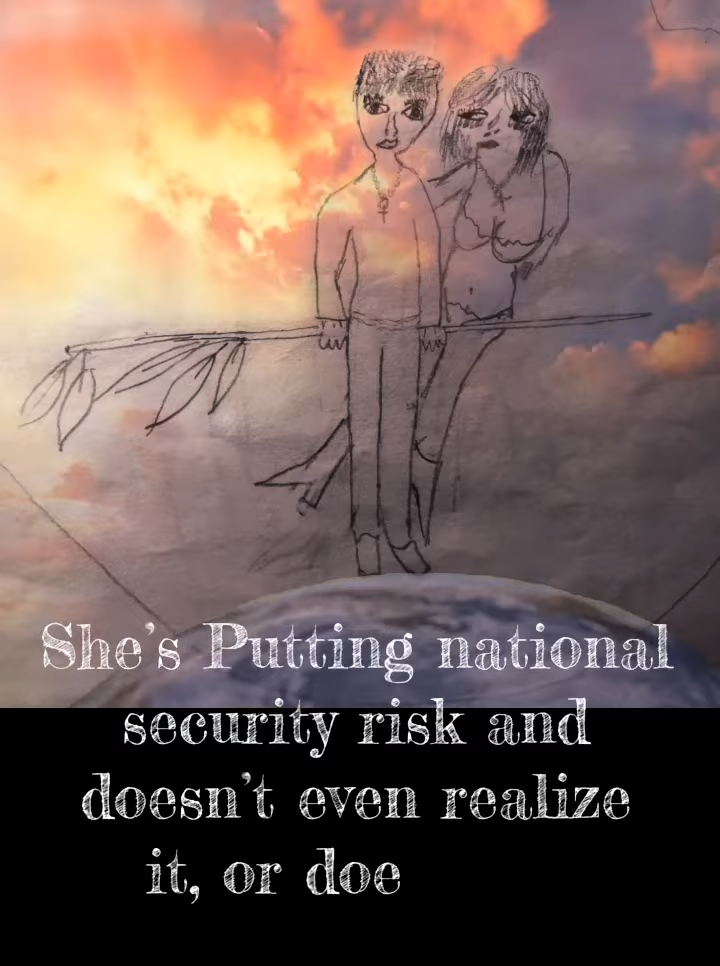 She's Putting national
security risk and
doesn't even realize
it, or doe